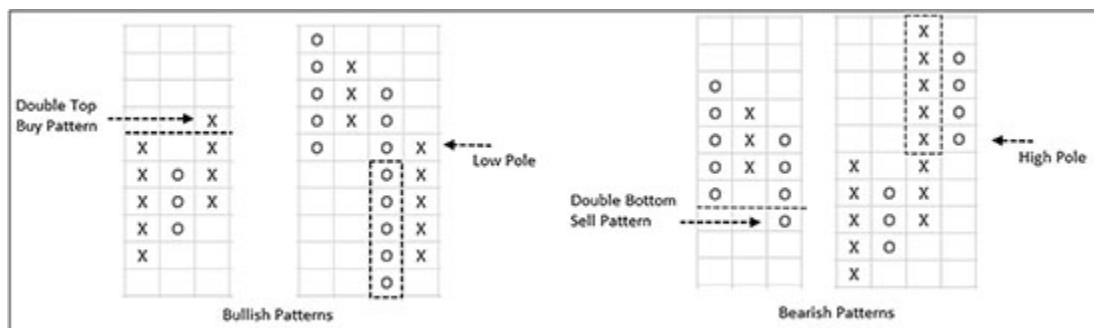 Double Top
Buy Pattern
Low Pole
Bullish Patterns
Double Bottom
Sell Pattern
High Pole
Bearish Patterns